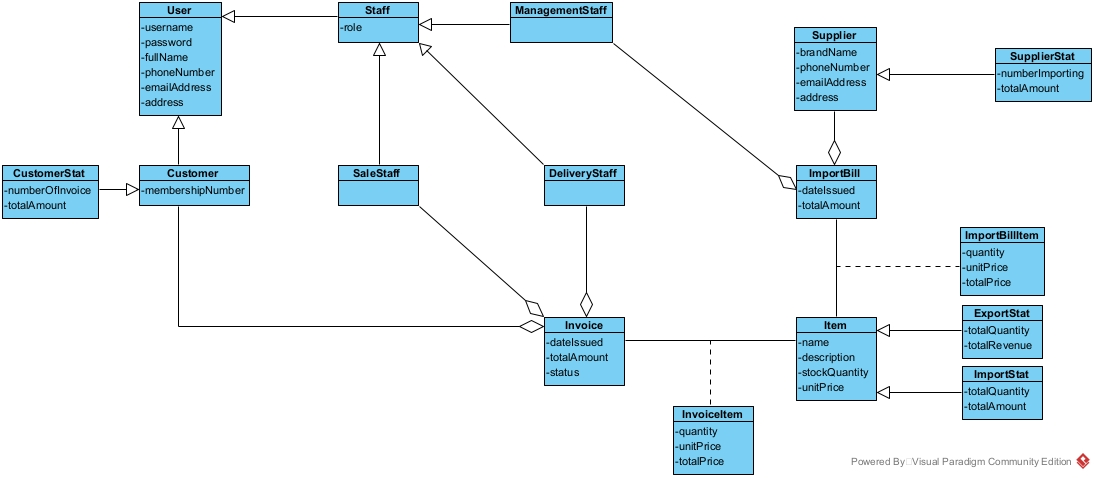 User
-username
-password
-fullName
-phoneNumber
-emailAddress
-address
Staff
-role
ManagementStaff
Supplier
-brandName
-phoneNumber
-emailAddress
-address
SupplierStat
-numberImporting
-totalAmount
CustomerStat
-numberOfInvoice
-totalAmount
Customer
-membershipNumber
SaleStaff
DeliveryStaff
ImportBill
-dateIssued
-totalAmount
ImportBillItem
-quantity
-unitPrice
-totalPrice
Invoice
-dateIssued
-totalAmount
-status
Item
-name
-description
-stockQuantity
-unitPrice
ExportStat
-totalQuantity
-totalRevenue
ImportStat
-totalQuantity
-totalAmount
InvoiceItem
-quantity
-unitPrice
-totalPrice
Powered By Visual Paradigm Community Edition